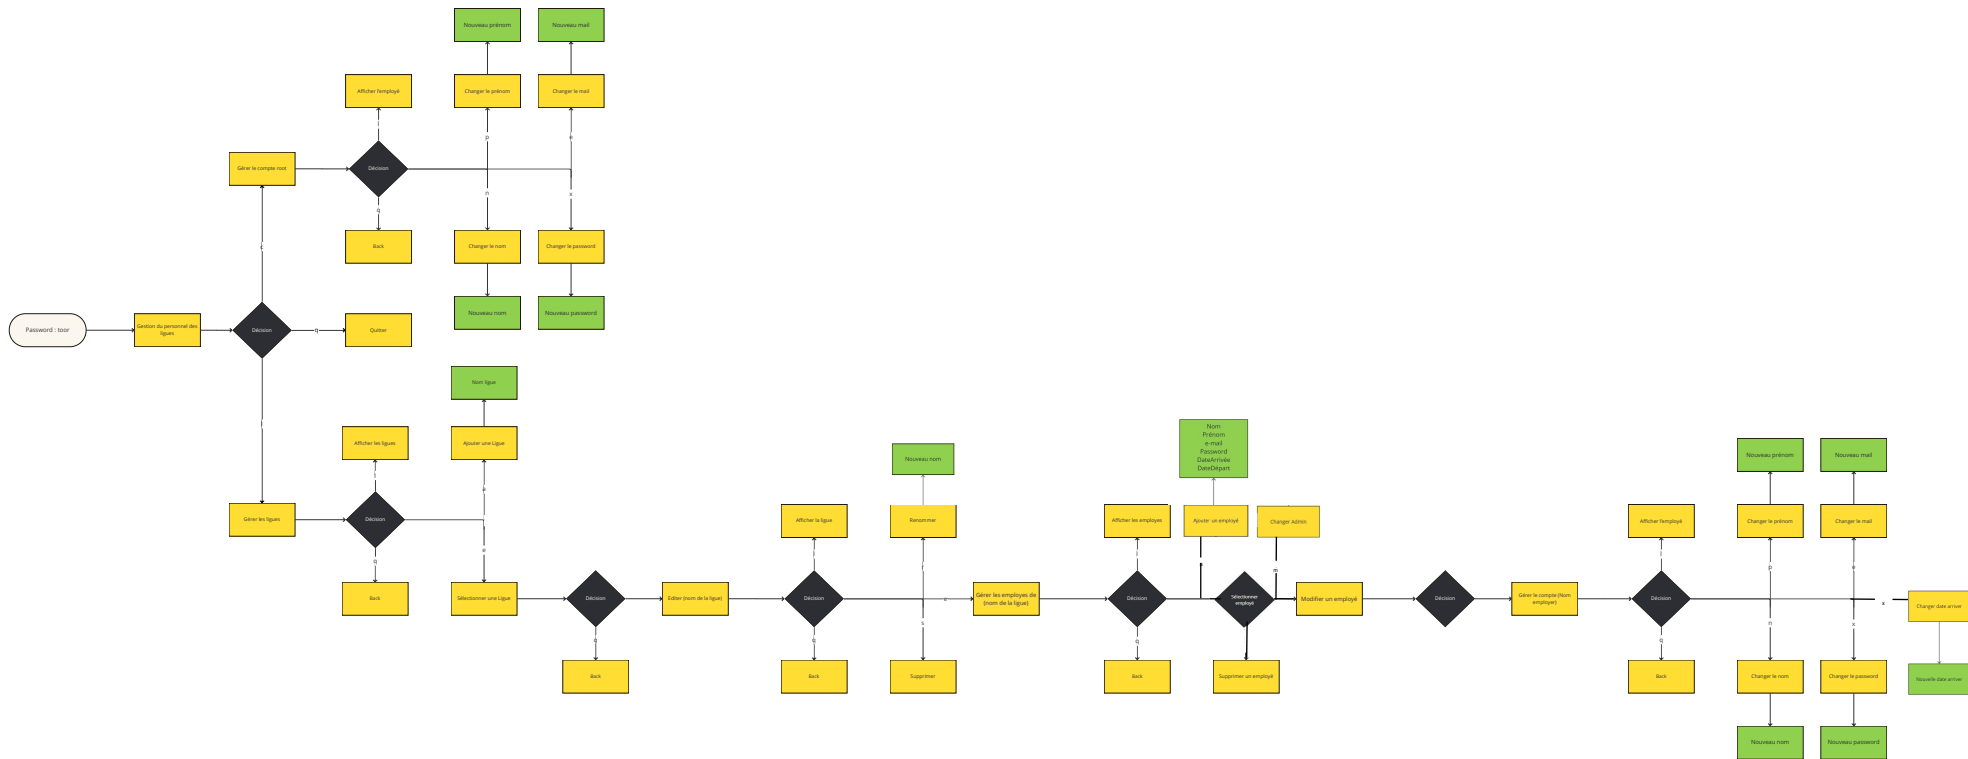 Nouveau prénom
Nouveau mail
Afficher l'employé
Changer le prénom
Changer le mail
l
p
e
Gérer le compte root
Décision
n
x
q
Back
Changer le nom
Changer le password
Nouveau nom
Nouveau password
Password : toor
Gestion du personnel des
ligues
Décision
q
Quitter
Nom ligue
Afficher les ligues
Ajouter une Ligue
l
a
Gérer les ligues
Décision
e
q
Back
Sélectionner une Ligue
Décision
q
Back
Editer (nom de la ligue)
Afficher la ligue
l
Décision
q
Back
Nouveau nom
Renommer
r
s
Supprimer
Gérer les employes de
(nom de la ligue)
Afficher les employes
l
Décision
q
Back
Nom
Prénom
e-mail
Password
DateArrivée
DateDépart
Ajouter un employé
Changer Admin
m
Sélectionner
employé
Supprimer un employé
Modifier un employé
Décision
Gérer le compte (Nom
employer)
Afficher l'employé
l
Décision
q
Back
Nouveau prénom
Nouveau mail
Changer le prénom
Changer le mail
p
e
n
x
Changer le nom
Changer le password
Nouveau nom
Nouveau password
Changer date arriver
Nouvelle date arriver